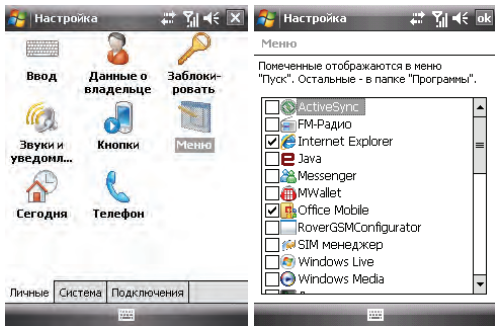 Настройка
Ввод
Данные о
владельце
Заблоки-
ровать
Звуки и
уведомл...
Кнопки
Меню
Сегодня
Телефон
Личные Система Подключения
Настройка ok
Меню
Помеченные отображаются в меню
"Пуск". Остальные - в папке "Программы".
ActiveSync
FM-Радио
Internet Explorer
Java
Messenger
MWallet
Office Mobile
RoverGSMConfigurator
SIM менеджер
Windows Live
Windows Media